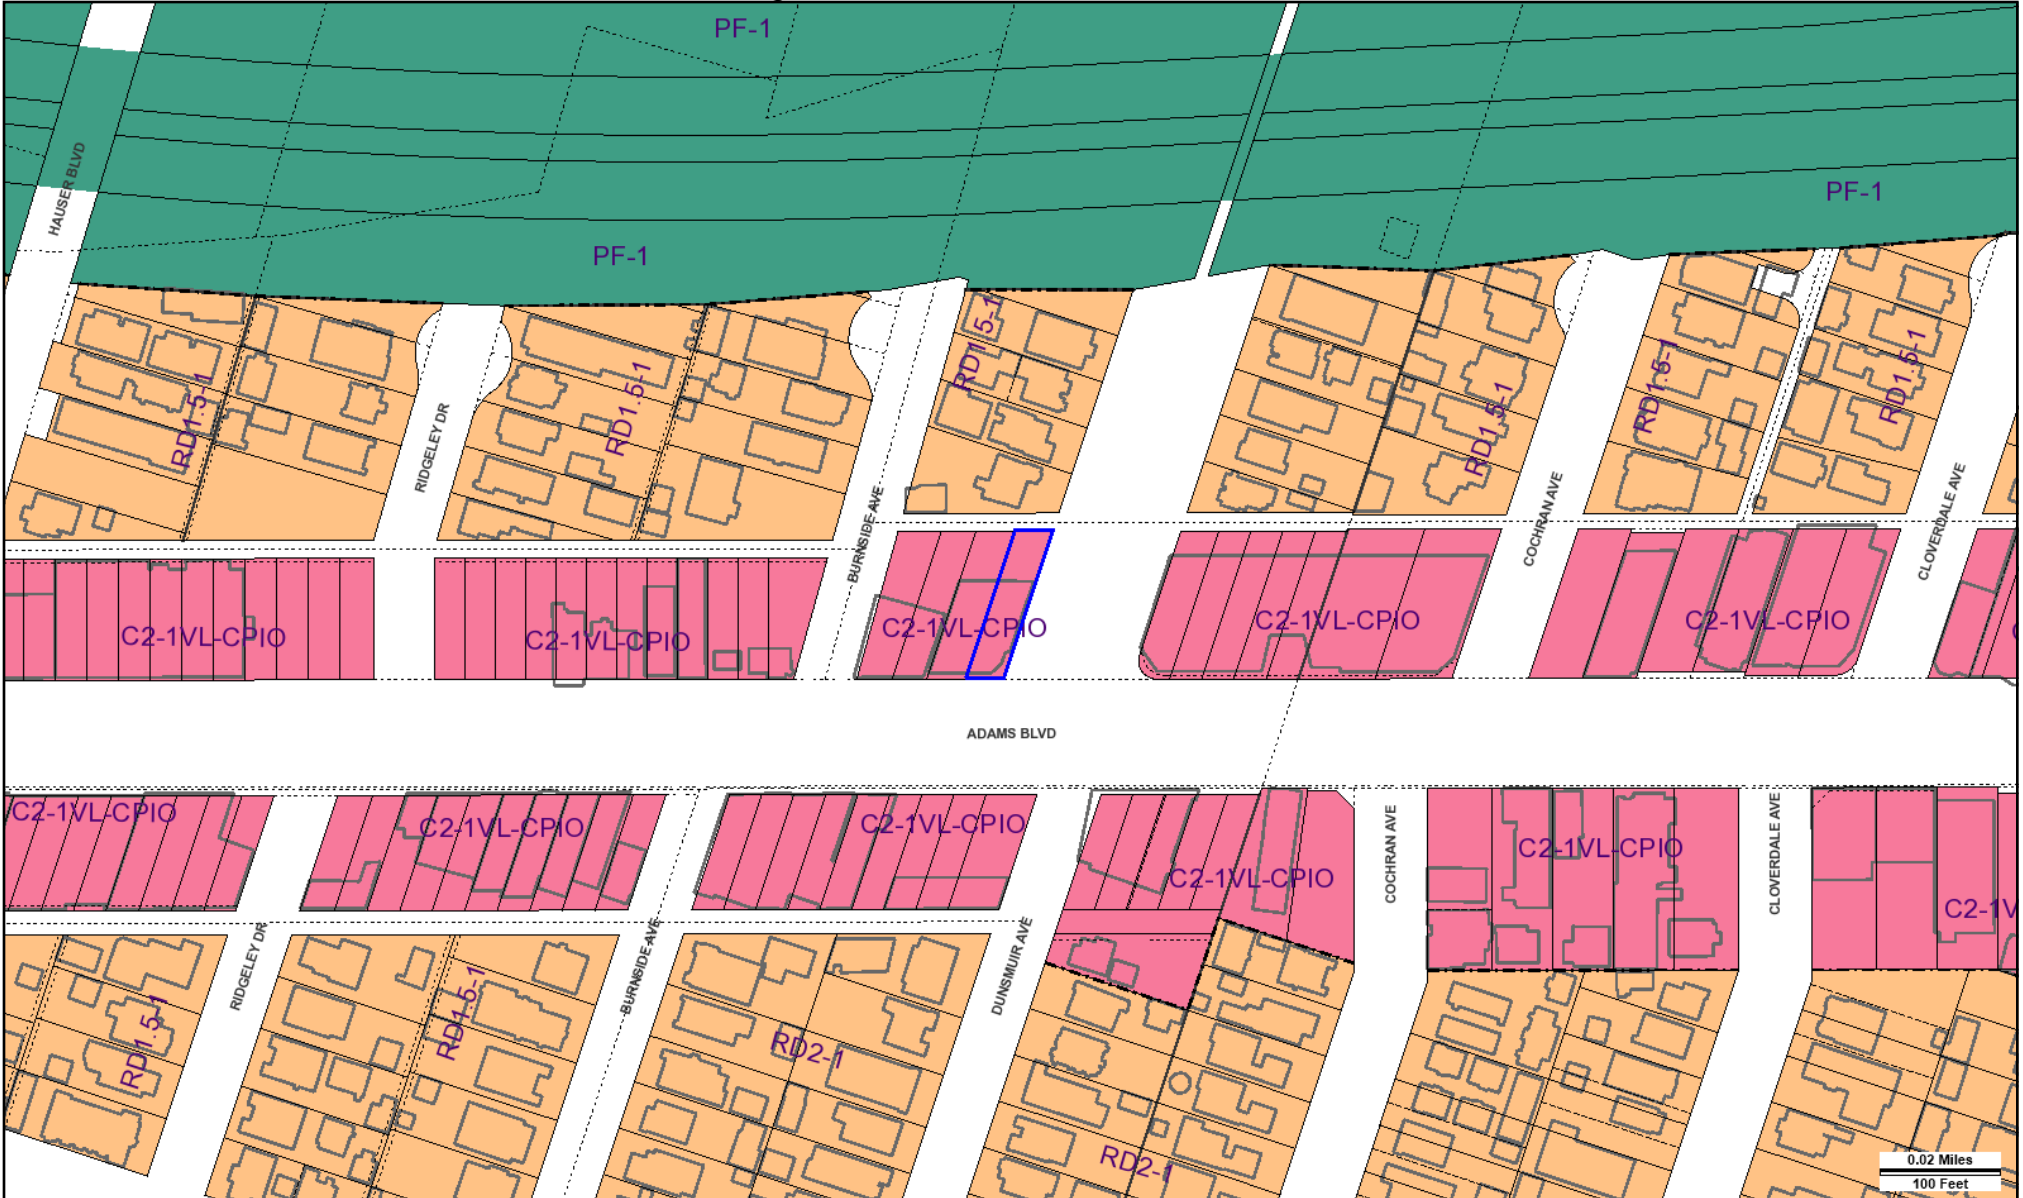 PF-1
HAUSER BLVD
PF-1
PF-1
RD1.5-1
RD1.5-1
RD1.5-1
RD1.5-1
RD1.5-1
RD1.5-1
RIDGELEY DR
BURNSIDE AVE
COCHRAN AVE
CLOVERDALE AVE
C2-1VL-CPIO
C2-1VL-CPIO
C2-1VL-CPIO
C2-1VL-CPIO
C2-1VL-CPIO
ADAMS BLVD
C2-1VL-CPIO
C2-1VL-CPIO
C2-1VL-CPIO
C2-1VL-CPIO
C2-1VL-CPIO
C2-1V
COCHRAN AVE
CLOVERDALE AVE
RIDGELEY DR
BURNSIDE AVE
DUNSMUIR AVE
RD1.5-1
RD1.5-1
RD2-1
RD2-1
0.02 Miles
100 Feet